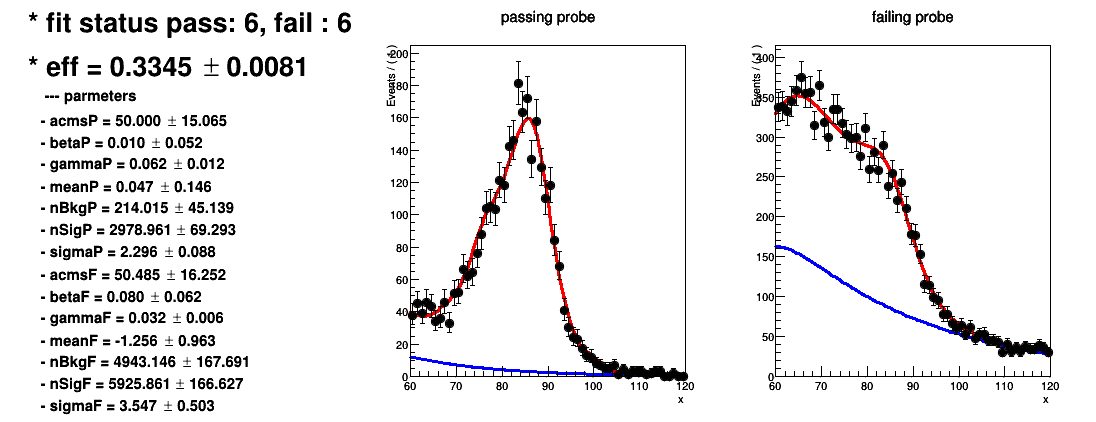 * fit status pass: 6, fail : 6
* eff = 0.3345 ± 0.0081
--- parmeters
- acmsP = 50.000 ± 15.065
- betaP = 0.010 ± 0.052
- gammaP = 0.062 ± 0.012
- meanP = 0.047 ± 0.146
- nBkgP = 214.015 ± 45.139
- nSigP = 2978.961 ± 69.293
- sigmaP = 2.296 ± 0.088
- acmsF = 50.485 ± 16.252
- betaF = 0.080 ± 0.062
- gammaF = 0.032 ± 0.006
- meanF = -1.256 ± 0.963
- nBkgF = 4943.146 ± 167.691
- nSigF = 5925.861 ± 166.627
- sigmaF = 3.547 ± 0.503
passing probe
Events / ( 1 )
200
180
160
140
120
100
80
60
40
20
0
60 70 80 90 100 110 120
x
failing probe
Events / ( 1 )
400
350
300
250
200
150
100
50
0
60 70 80 90 100 110 120
x